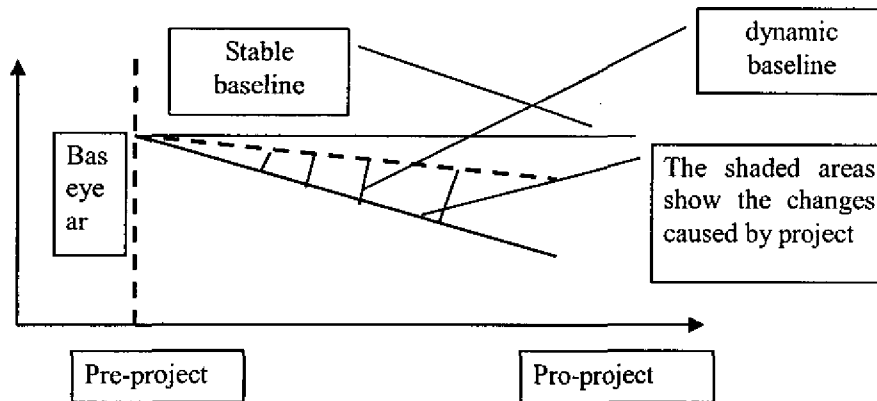 Stable
baseline
dynamic
baseline
Bas
eye
ar
The shaded areas
show the changes
caused by project
Pre-project
Pro-project